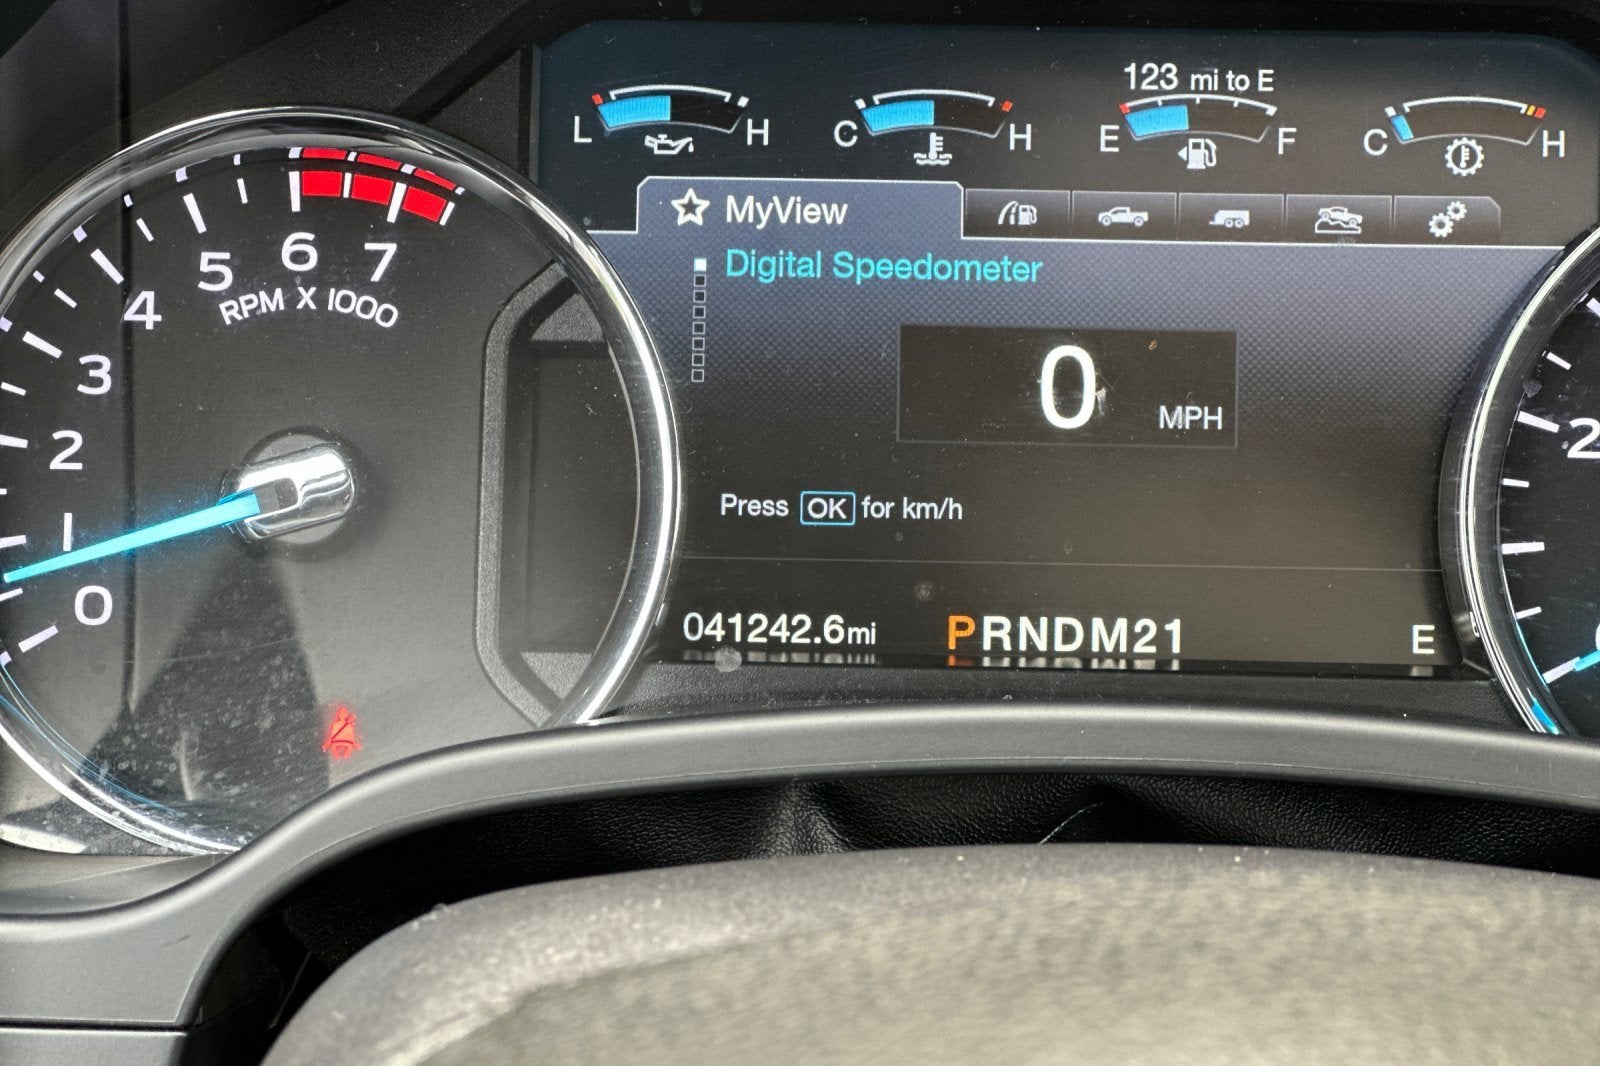 123 mi to E
L H C H E F C H
MyView
Digital Speedometer
0 MPH
Press OK for km/h
041242.6mi PRNDM21 E
0 1 2 3 4 5 6 7
RPM X 1000
2